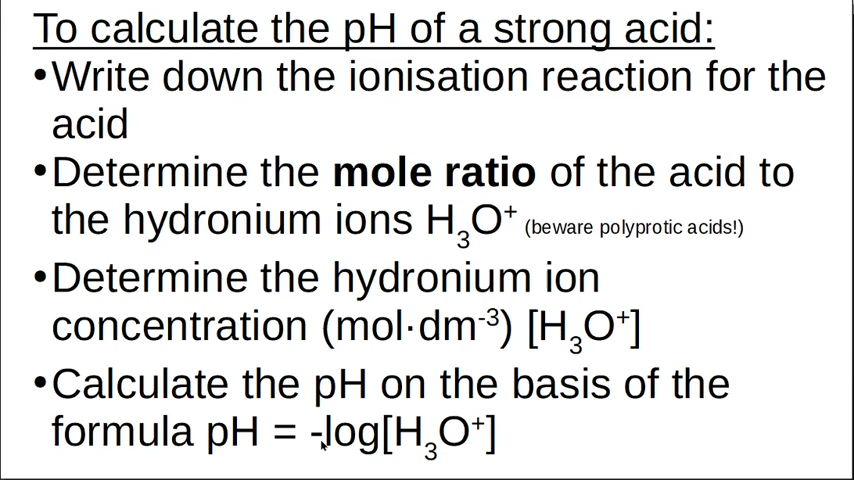 To calculate the pH of a strong acid:
•Write down the ionisation reaction for the
acid
•Determine the mole ratio of the acid to
the hydronium ions H₃O⁺ (beware polyprotic acids!)
•Determine the hydronium ion
concentration (mol·dm⁻³) [H₃O⁺]
•Calculate the pH on the basis of the
formula pH = -log[H₃O⁺]